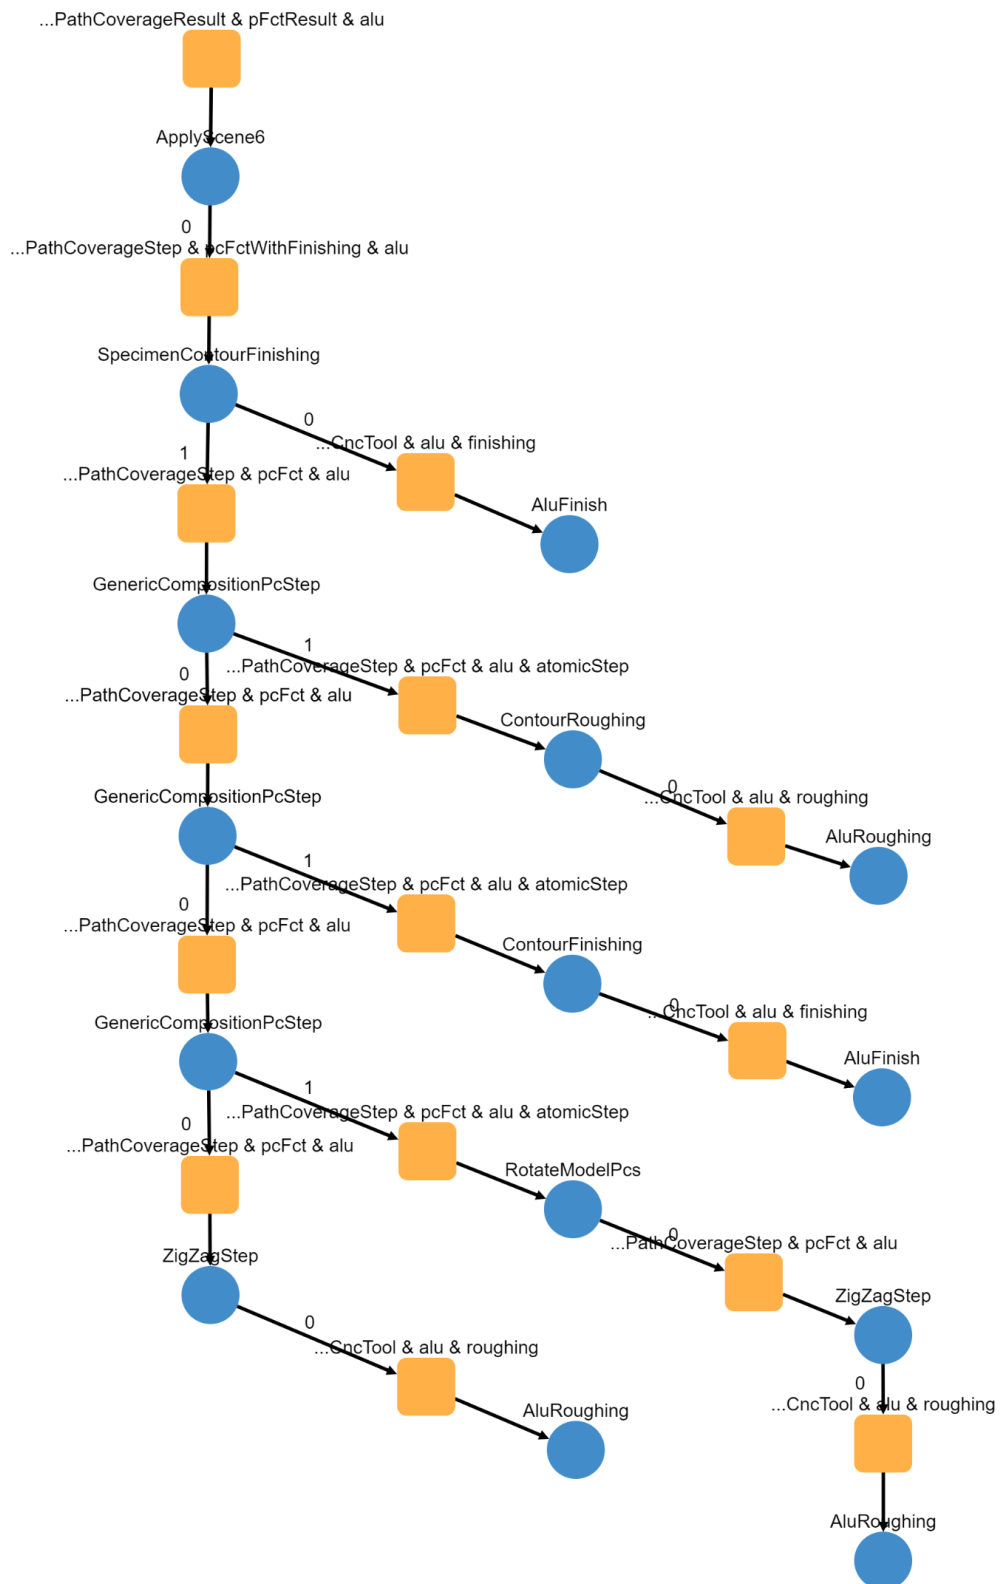 ...PathCoverageResult & pFctResult & alu
ApplyScene6
0
...PathCoverageStep & pcFctWithFinishing & alu
SpecimenContourFinishing
0
...CncTool & alu & finishing
1
...PathCoverageStep & pcFct & alu
AluFinish
GenericCompositionPcStep
1
...PathCoverageStep & pcFct & alu & atomicStep
0
...PathCoverageStep & pcFct & alu
ContourRoughing
0
...CncTool & alu & roughing
GenericCompositionPcStep
AluRoughing
1
...PathCoverageStep & pcFct & alu & atomicStep
0
...PathCoverageStep & pcFct & alu
ContourFinishing
0
...CncTool & alu & finishing
GenericCompositionPcStep
AluFinish
1
...PathCoverageStep & pcFct & alu & atomicStep
0
...PathCoverageStep & pcFct & alu
RotateModelPcs
0
...PathCoverageStep & pcFct & alu
ZigZagStep
ZigZagStep
0
...CncTool & alu & roughing
0
...CncTool & alu & roughing
AluRoughing
AluRoughing